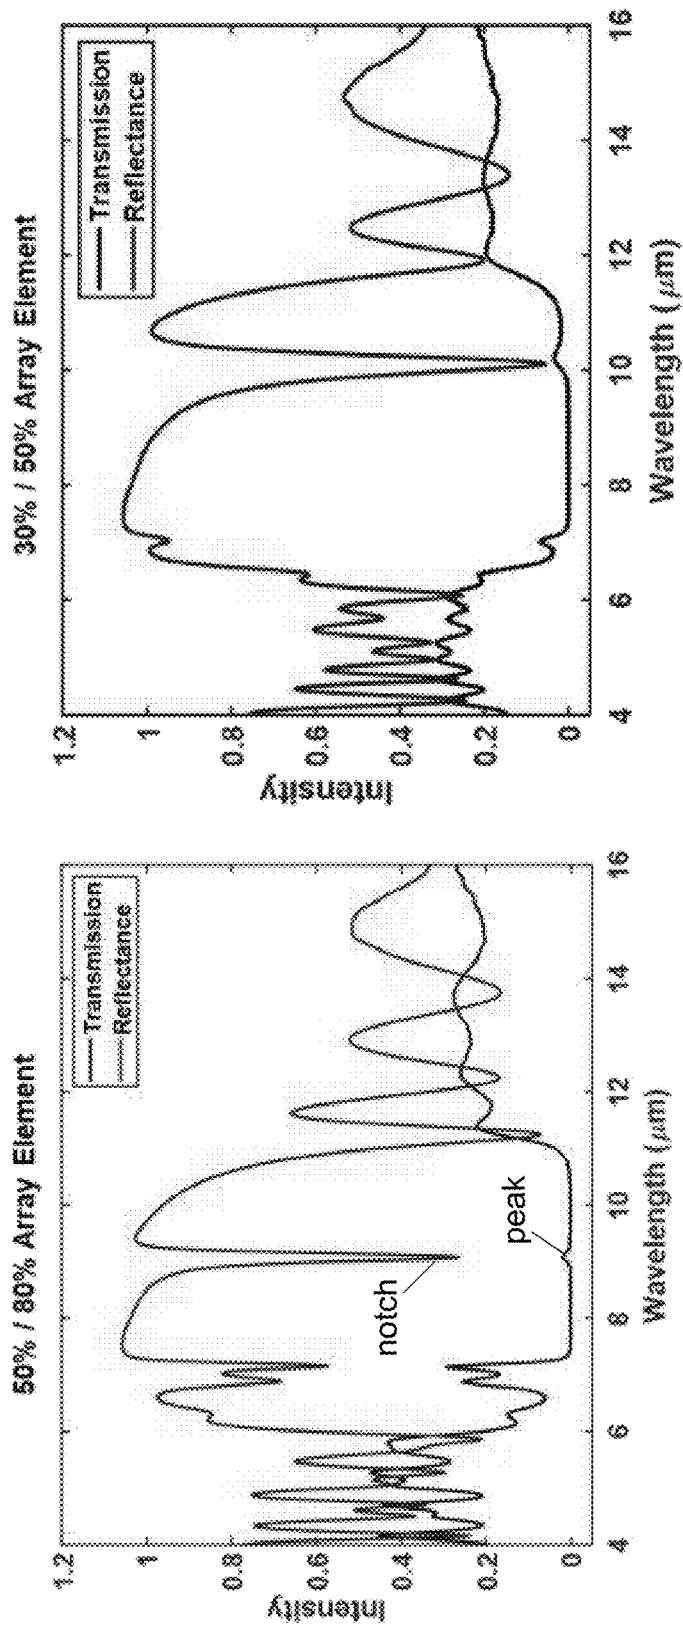 50% / 80% Array Element
Transmission
Reflectance
1.2
1
0.8
0.6
0.4
0.2
0
Intensity
notch
peak
4
6
8
10
12
14
16
Wavelength (μm)
30% / 50% Array Element
Transmission
Reflectance
1.2
1
0.8
0.6
0.4
0.2
0
Intensity
4
6
8
10
12
14
16
Wavelength (μm)